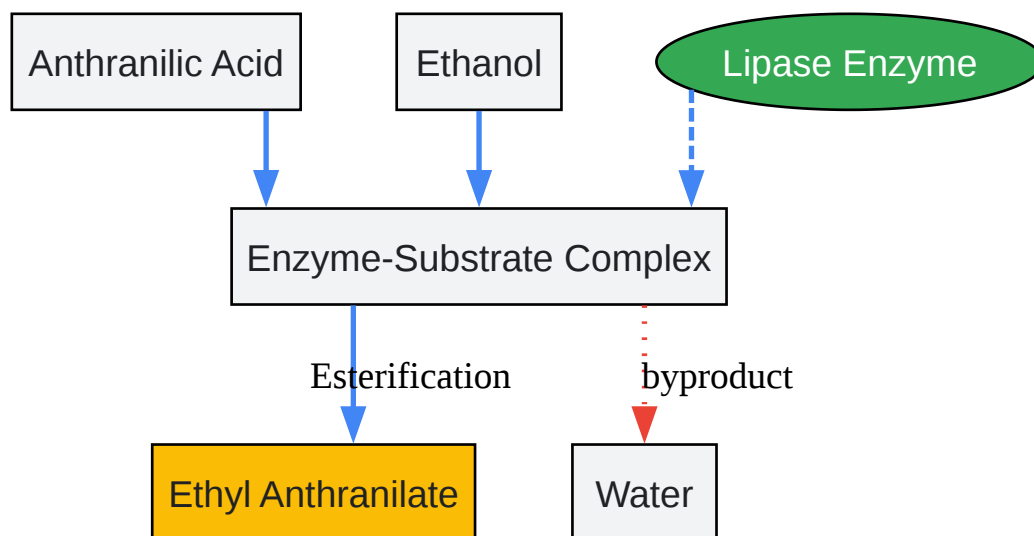 Anthranilic Acid
Ethanol
Lipase Enzyme
Enzyme-Substrate Complex
Esterification
byproduct
Ethyl Anthranilate
Water